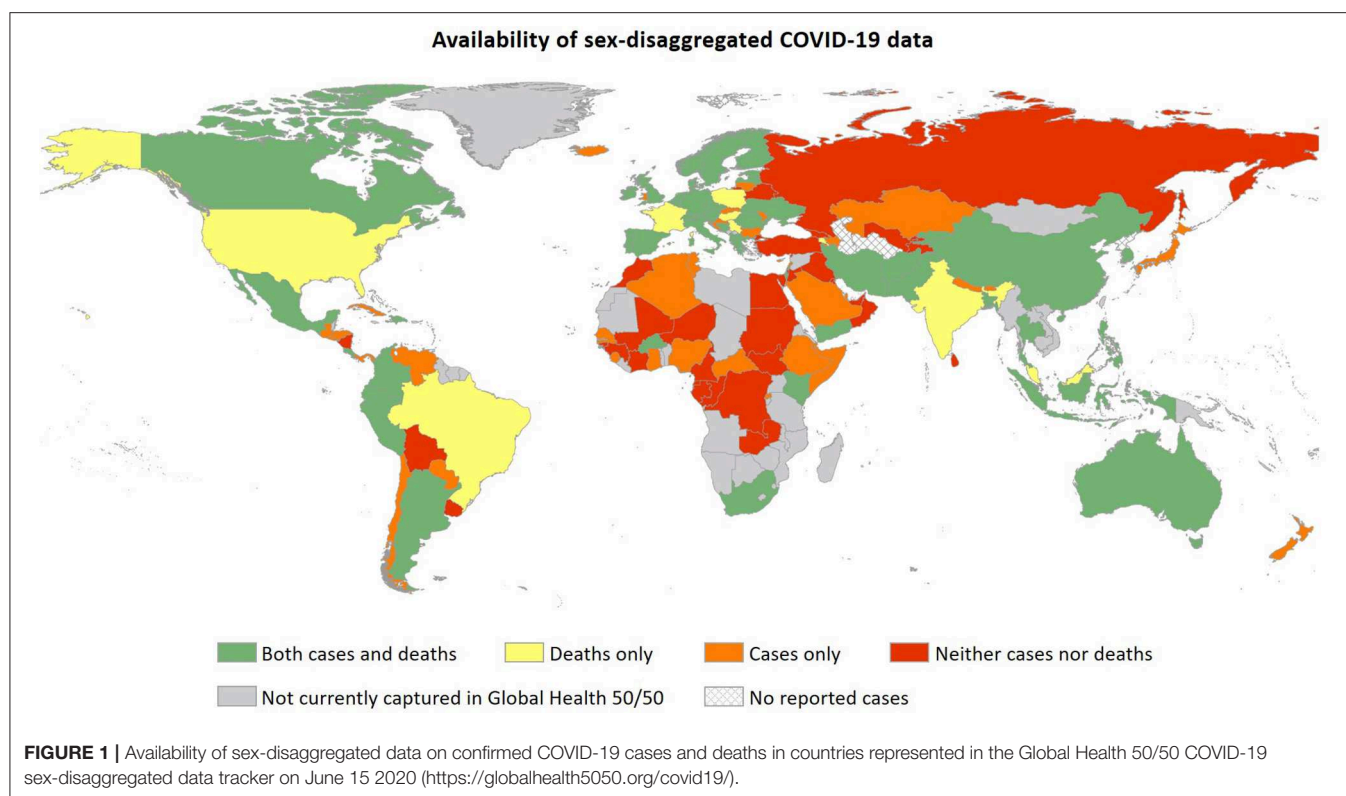 Availability of sex-disaggregated COVID-19 data
Both cases and deaths
Deaths only
Cases only
Neither cases nor deaths
Not currently captured in Global Health 50/50
No reported cases
FIGURE 1 | Availability of sex-disaggregated data on confirmed COVID-19 cases and deaths in countries represented in the Global Health 50/50 COVID-19
sex-disaggregated data tracker on June 15 2020 (https://globalhealth5050.org/covid19/).